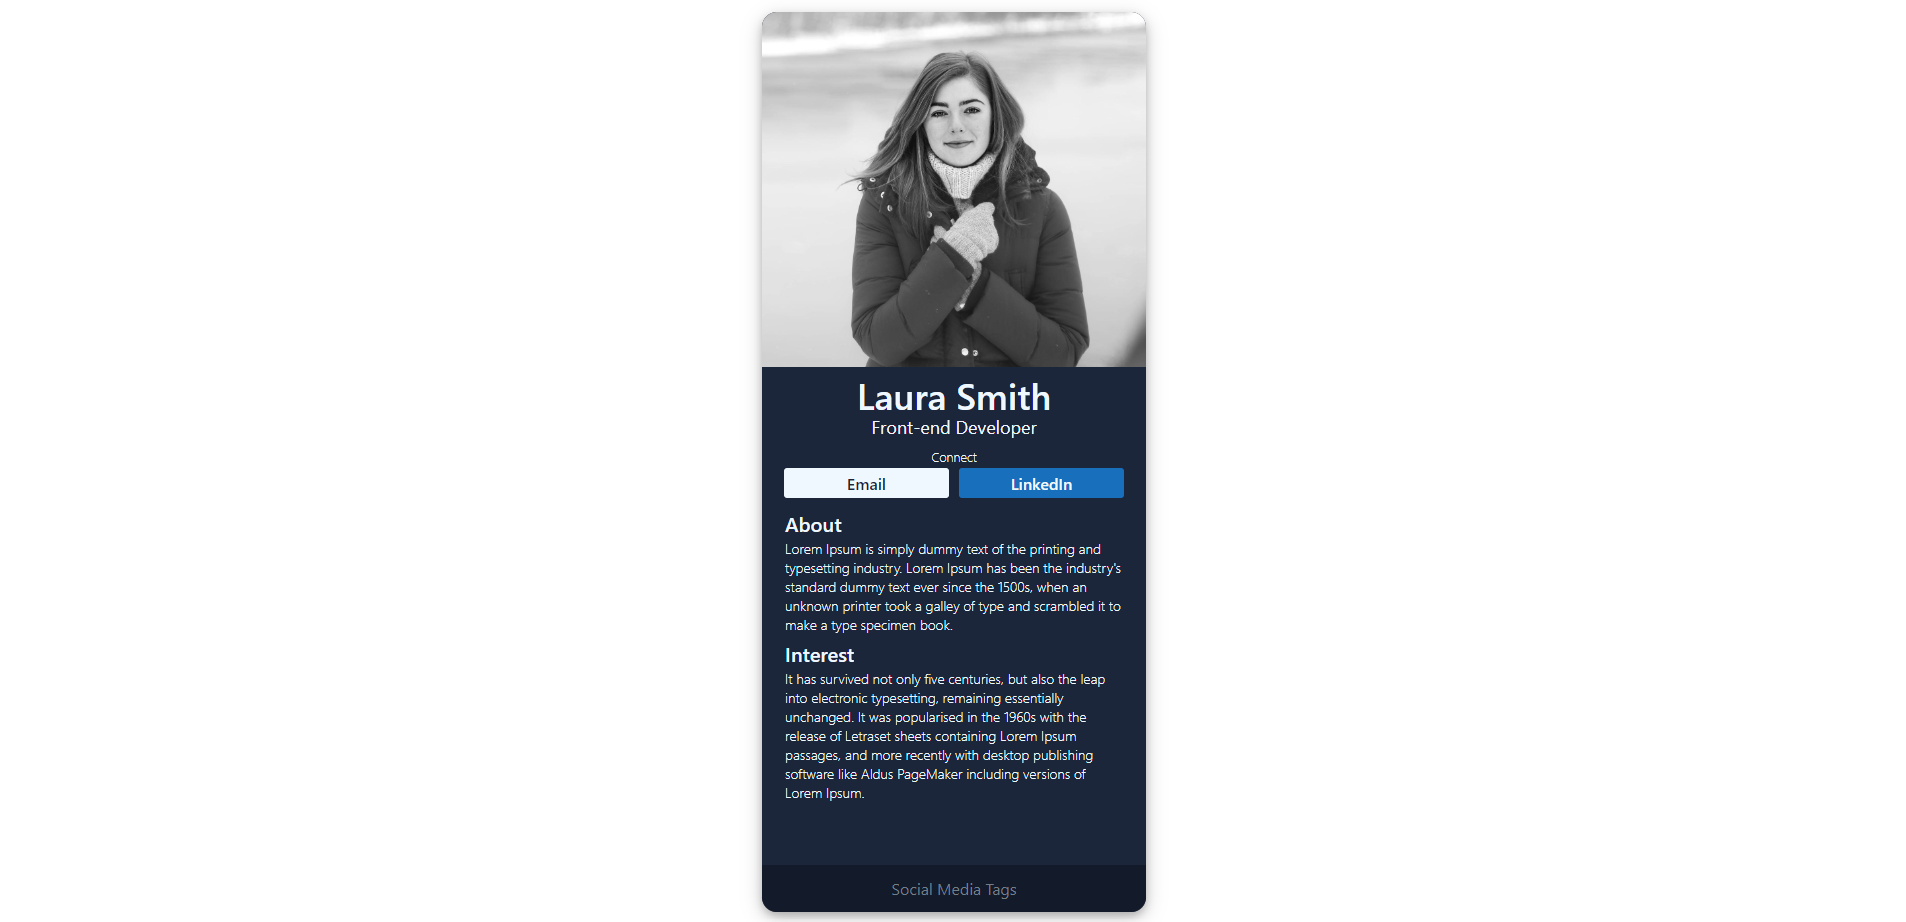 Laura Smith
Front-end Developer
Connect
Email
LinkedIn
About
Lorem Ipsum is simply dummy text of the printing and
typesetting industry. Lorem Ipsum has been the industry's
standard dummy text ever since the 1500s, when an
unknown printer took a galley of type and scrambled it to
make a type specimen book.
Interest
It has survived not only five centuries, but also the leap
into electronic typesetting, remaining essentially
unchanged. It was popularised in the 1960s with the
release of Letraset sheets containing Lorem Ipsum
passages, and more recently with desktop publishing
software like Aldus PageMaker including versions of
Lorem Ipsum.
Social Media Tags